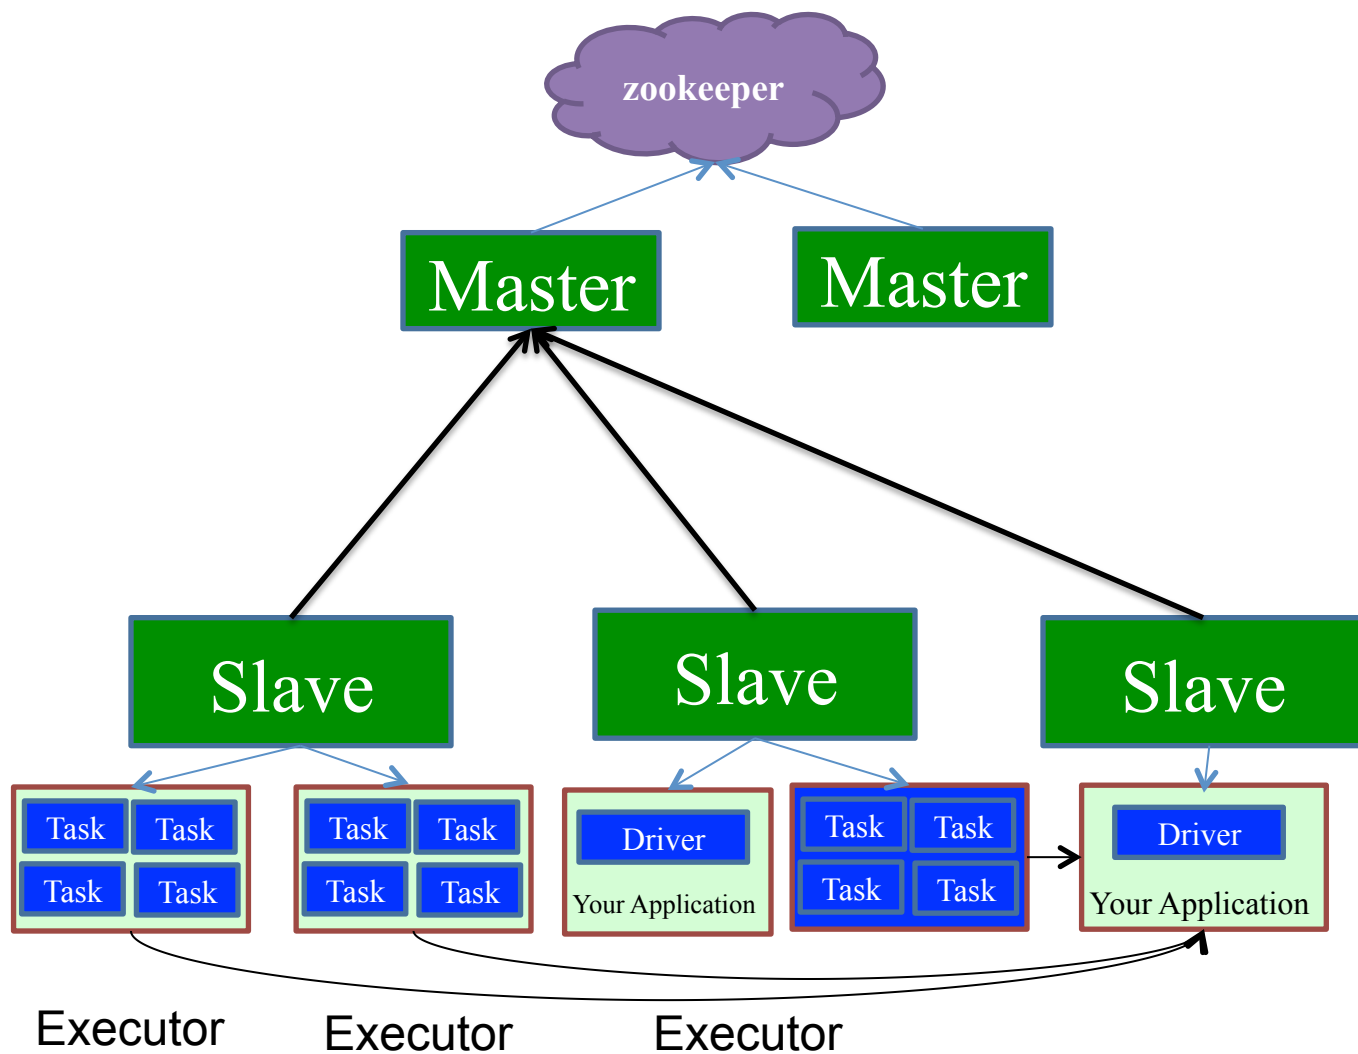 zookeeper
Master
Master
Slave
Slave
Slave
Task
Task
Task
Task
Task
Task
Task
Task
Driver
Your Application
Task
Task
Task
Task
Driver
Your Application
Executor
Executor
Executor